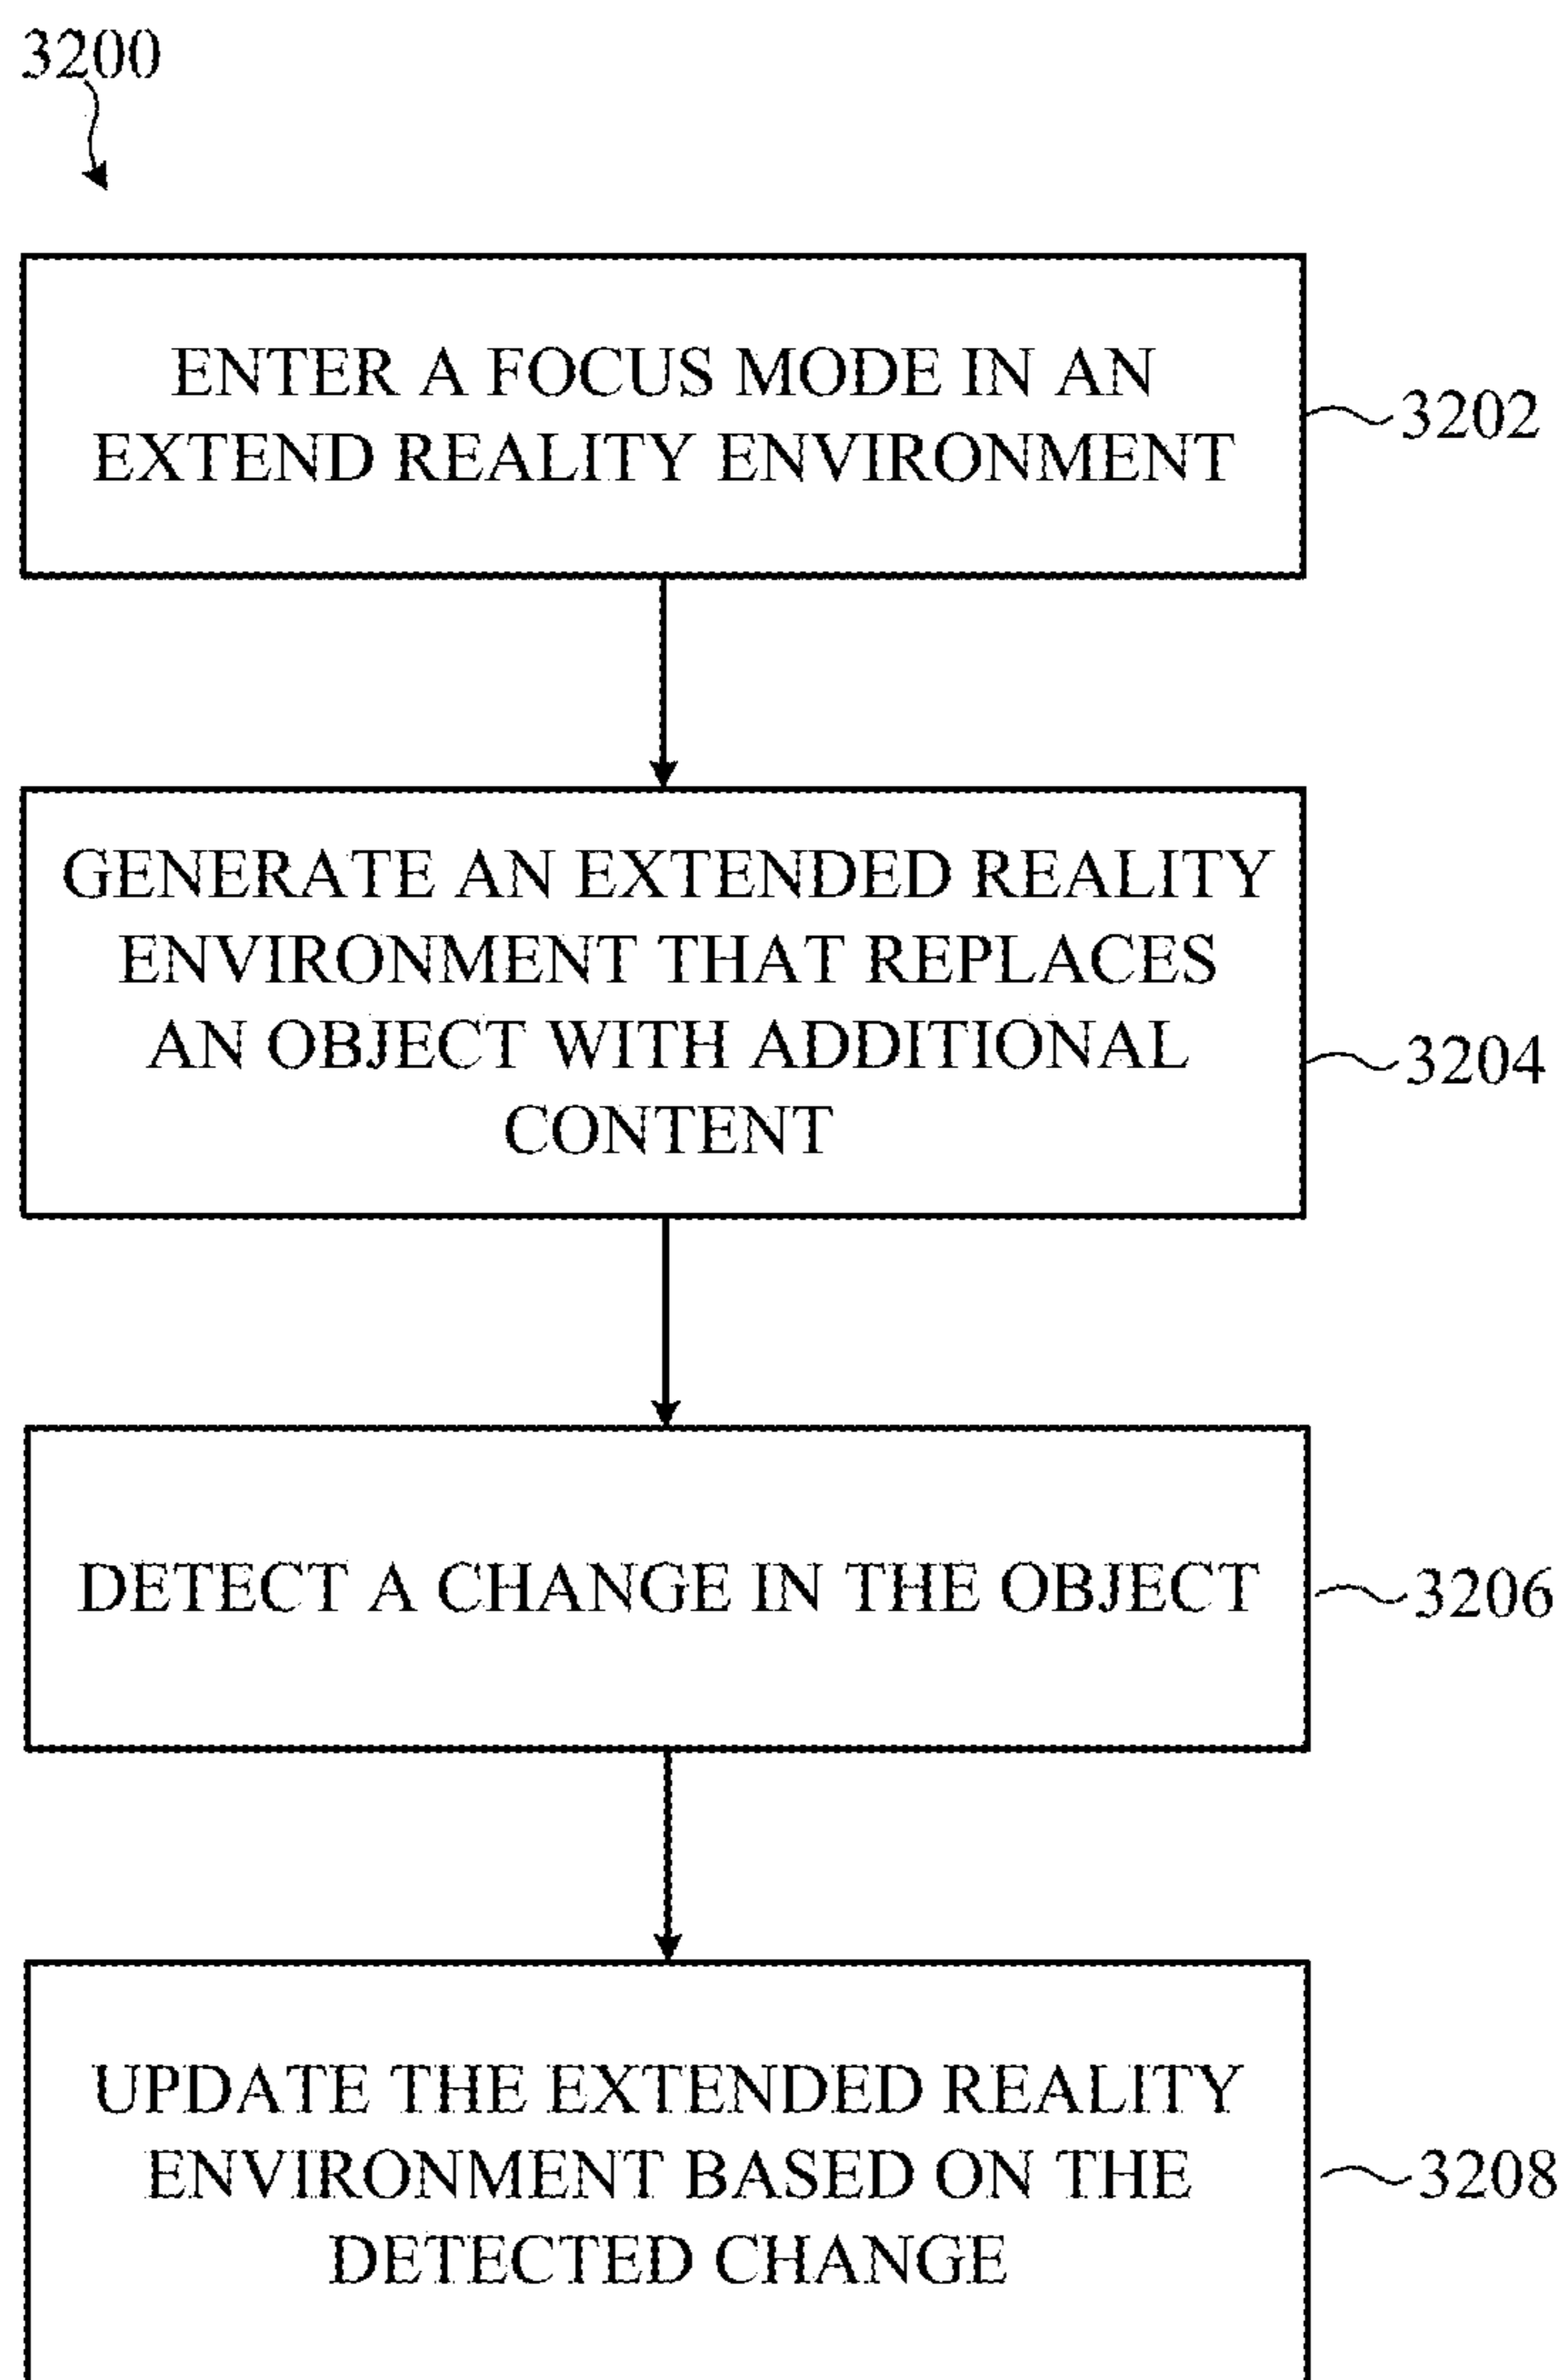 3200
ENTER A FOCUS MODE IN AN
EXTEND REALITY ENVIRONMENT
3202
GENERATE AN EXTENDED REALITY
ENVIRONMENT THAT REPLACES
AN OBJECT WITH ADDITIONAL
CONTENT
3204
DETECT A CHANGE IN THE OBJECT
3206
UPDATE THE EXTENDED REALITY
ENVIRONMENT BASED ON THE
DETECTED CHANGE
3208